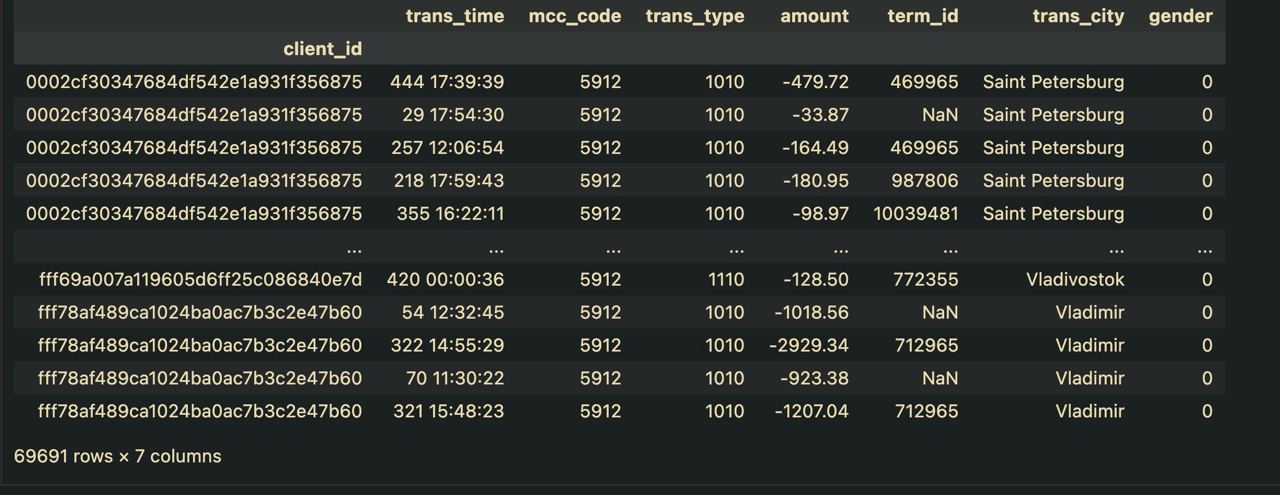 trans_time mcc_code trans_type amount term_id trans_city gender
client_id
0002cf30347684df542e1a931f356875 444 17:39:39 5912 1010 -479.72 469965 Saint Petersburg 0
0002cf30347684df542e1a931f356875 29 17:54:30 5912 1010 -33.87 NaN Saint Petersburg 0
0002cf30347684df542e1a931f356875 257 12:06:54 5912 1010 -164.49 469965 Saint Petersburg 0
0002cf30347684df542e1a931f356875 218 17:59:43 5912 1010 -180.95 987806 Saint Petersburg 0
0002cf30347684df542e1a931f356875 355 16:22:11 5912 1010 -98.97 10039481 Saint Petersburg 0
... ... ... ... ... ... ... ...
fff69a007a119605d6ff25c086840e7d 420 00:00:36 5912 1110 -128.50 772355 Vladivostok 0
fff78af489ca1024ba0ac7b3c2e47b60 54 12:32:45 5912 1010 -1018.56 NaN Vladimir 0
fff78af489ca1024ba0ac7b3c2e47b60 322 14:55:29 5912 1010 -2929.34 712965 Vladimir 0
fff78af489ca1024ba0ac7b3c2e47b60 70 11:30:22 5912 1010 -923.38 NaN Vladimir 0
fff78af489ca1024ba0ac7b3c2e47b60 321 15:48:23 5912 1010 -1207.04 712965 Vladimir 0
69691 rows × 7 columns